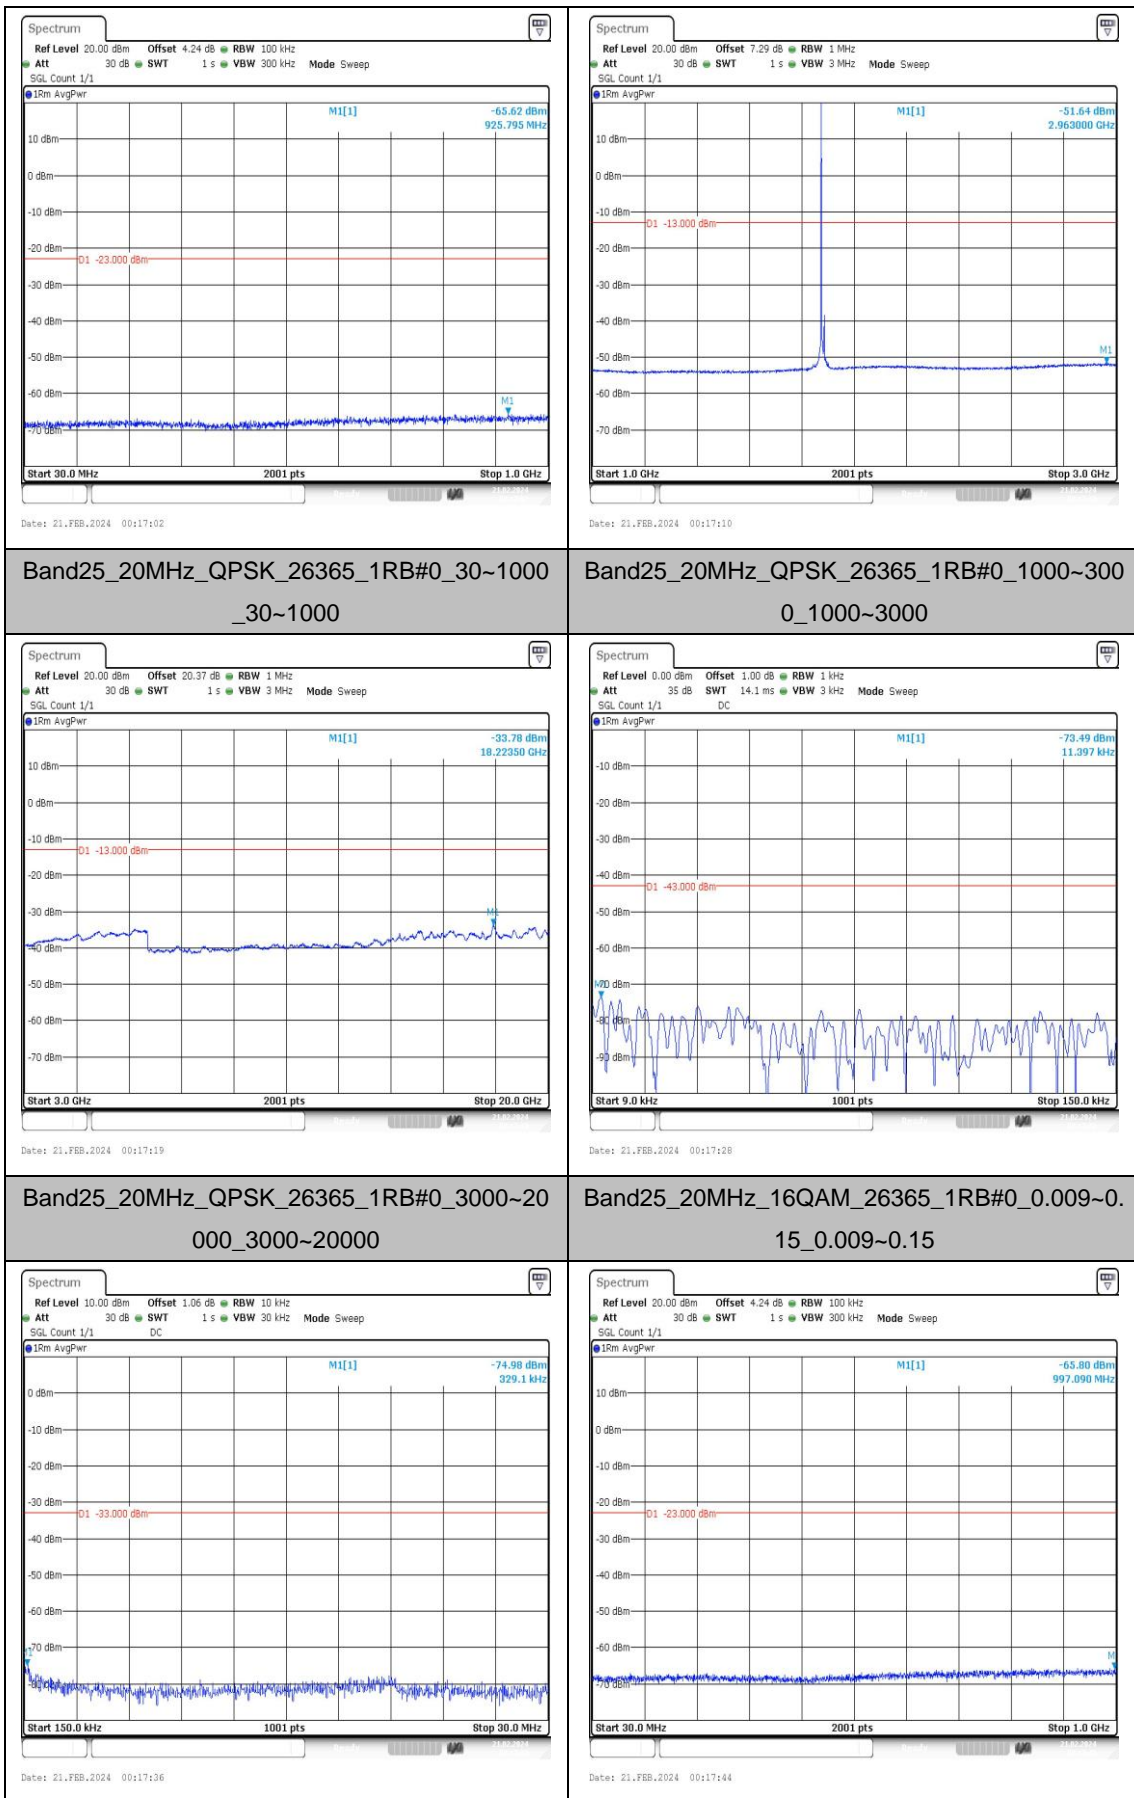 Spectrum
Ref Level 20.00 dBm Offset 4.24 dB RBW 100 kHz
Att 30 dB SWT 1 s VBW 300 kHz Mode Sweep
SGL Count 1/1
1Rm AvgPwr
M1[1] -65.62 dBm
925.795 MHz
10 dBm
0 dBm
-10 dBm
-20 dBm
D1 -23.000 dBm
-30 dBm
-40 dBm
-50 dBm
-60 dBm
M1
-70 dBm
Start 30.0 MHz 2001 pts Stop 1.0 GHz
Date: 21.FEB.2024 00:17:02
Spectrum
Ref Level 20.00 dBm Offset 7.29 dB RBW 1 MHz
Att 30 dB SWT 1 s VBW 3 MHz Mode Sweep
SGL Count 1/1
1Rm AvgPwr
M1[1] -51.64 dBm
2.963000 GHz
10 dBm
0 dBm
-10 dBm
D1 -13.000 dBm
-20 dBm
-30 dBm
-40 dBm
-50 dBm
M1
-60 dBm
-70 dBm
Start 1.0 GHz 2001 pts Stop 3.0 GHz
Date: 21.FEB.2024 00:17:10
Band25_20MHz_QPSK_26365_1RB#0_30~1000
_30~1000
Band25_20MHz_QPSK_26365_1RB#0_1000~300
0_1000~3000
Spectrum
Ref Level 20.00 dBm Offset 20.37 dB RBW 1 MHz
Att 30 dB SWT 1 s VBW 3 MHz Mode Sweep
SGL Count 1/1
1Rm AvgPwr
M1[1] -33.78 dBm
18.22350 GHz
10 dBm
0 dBm
-10 dBm
D1 -13.000 dBm
-20 dBm
-30 dBm
M1
-40 dBm
-50 dBm
-60 dBm
-70 dBm
Start 3.0 GHz 2001 pts Stop 20.0 GHz
Date: 21.FEB.2024 00:17:19
Spectrum
Ref Level 0.00 dBm Offset 1.00 dB RBW 1 kHz
Att 35 dB SWT 14.1 ms VBW 3 kHz Mode Sweep
SGL Count 1/1 DC
1Rm AvgPwr
M1[1] -73.49 dBm
11.397 kHz
-10 dBm
-20 dBm
-30 dBm
-40 dBm
D1 -43.000 dBm
-50 dBm
-60 dBm
-70 dBm
-80 dBm
-90 dBm
Start 9.0 kHz 1001 pts Stop 150.0 kHz
Date: 21.FEB.2024 00:17:28
Band25_20MHz_QPSK_26365_1RB#0_3000~20
000_3000~20000
Band25_20MHz_16QAM_26365_1RB#0_0.009~0.
15_0.009~0.15
Spectrum
Ref Level 10.00 dBm Offset 1.06 dB RBW 10 kHz
Att 30 dB SWT 1 s VBW 30 kHz Mode Sweep
SGL Count 1/1 DC
1Rm AvgPwr
M1[1] -74.98 dBm
329.1 kHz
0 dBm
-10 dBm
-20 dBm
-30 dBm
D1 -33.000 dBm
-40 dBm
-50 dBm
-60 dBm
-70 dBm
-80 dBm
Start 150.0 kHz 1001 pts Stop 30.0 MHz
Date: 21.FEB.2024 00:17:36
Spectrum
Ref Level 20.00 dBm Offset 4.24 dB RBW 100 kHz
Att 30 dB SWT 1 s VBW 300 kHz Mode Sweep
SGL Count 1/1
1Rm AvgPwr
M1[1] -65.80 dBm
997.090 MHz
10 dBm
0 dBm
-10 dBm
-20 dBm
D1 -23.000 dBm
-30 dBm
-40 dBm
-50 dBm
-60 dBm
-70 dBm
Start 30.0 MHz 2001 pts Stop 1.0 GHz
Date: 21.FEB.2024 00:17:44